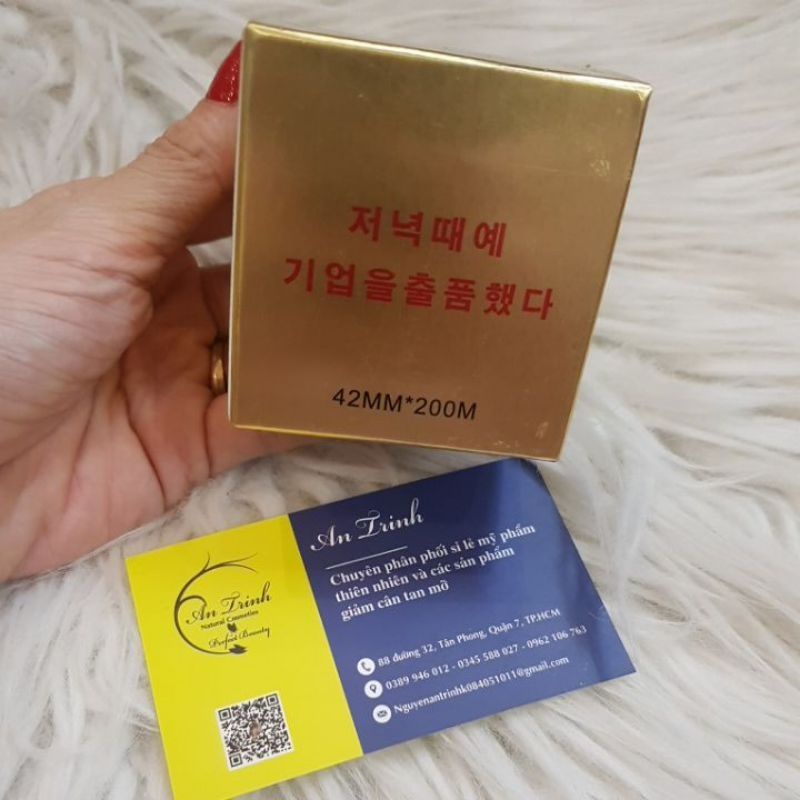 저녁때예
기업을출품했다
42MM*200M
An Trinh
Natural Cosmetics
Perfect Beauty
An Trinh
Chuyên phân phối sỉ lẻ mỹ phẩm
thiên nhiên và các sản phẩm
giảm cân tan mỡ
88 đường 32, Tân Phong, Quận 7, TP.HCM
0389 946 012 - 0345 588 027 - 0962 106 763
Nguyenantrinhk084051011@gmail.com